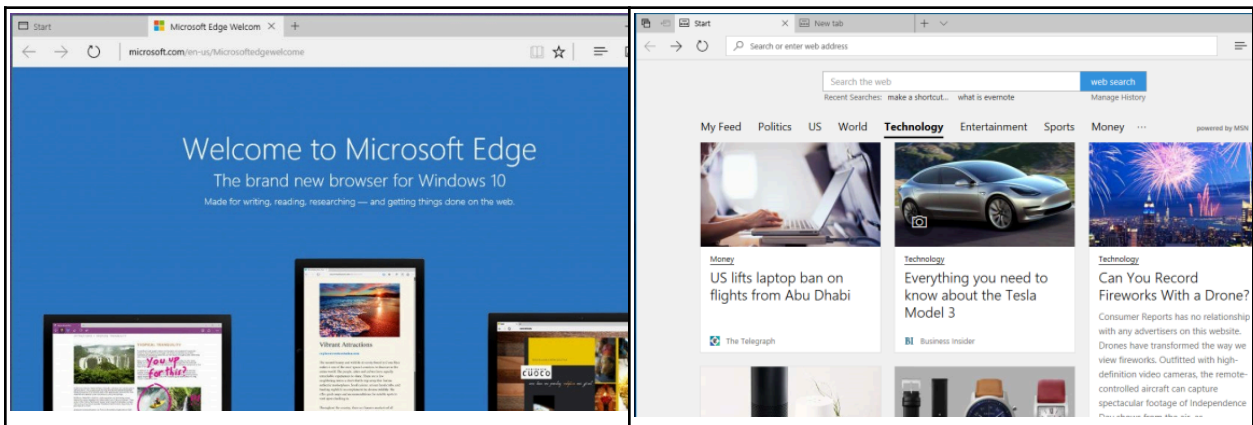 Start
Microsoft Edge Welcom
microsoft.com/en-us/Microsoftedgewelcome
Welcome to Microsoft Edge
The brand new browser for Windows 10
Made for writing, reading, researching — and getting things done on the web.
you up
for this?
Vibrant Attractions
CUOCO
Start
New tab
Search or enter web address
Search the web
web search
Recent Searches: make a shortcut... what is evernote
Manage History
My Feed Politics US World Technology Entertainment Sports Money ... powered by MSN
Money
US lifts laptop ban on
flights from Abu Dhabi
The Telegraph
Technology
Everything you need to
know about the Tesla
Model 3
BI Business Insider
Technology
Can You Record
Fireworks With a Drone?
Consumer Reports has no relationship
with any advertisers on this website.
Drones have transformed the way we
view fireworks. Outfitted with high-
definition video cameras, the remote-
controlled aircraft can capture
spectacular footage of Independence